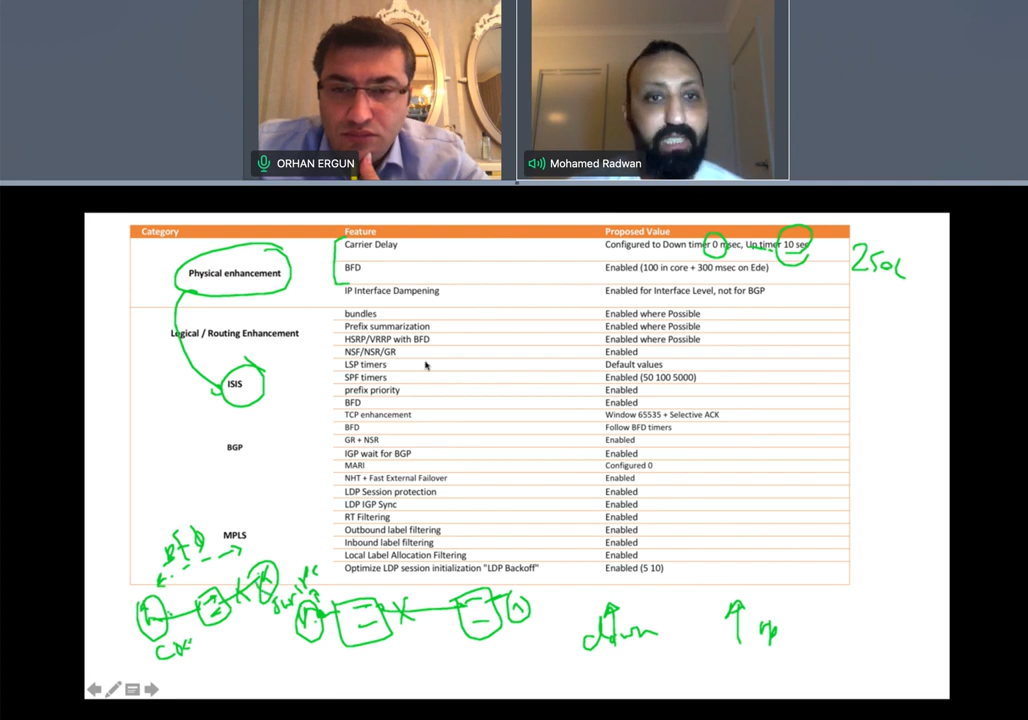 ORHAN ERGUN
Mohamed Radwan
Category Feature Proposed Value
Carrier Delay Configured to Down timer 0 msec, Up timer 10 sec
Physical enhancement BFD Enabled (100 in core + 300 msec on Ede)
IP Interface Dampening Enabled for Interface Level, not for BGP
bundles Enabled where Possible
Prefix summarization Enabled where Possible
Logical / Routing Enhancement HSRP/VRRP with BFD Enabled where Possible
NSF/NSR/GR Enabled
LSP timers Default values
ISIS SPF timers Enabled (50 100 5000)
prefix priority Enabled
BFD Enabled
TCP enhancement Window 65535 + Selective ACK
BFD Follow BFD timers
GR + NSR Enabled
BGP IGP wait for BGP Enabled
MARI Configured 0
NHT + Fast External Failover Enabled
LDP Session protection Enabled
LDP IGP Sync Enabled
RT Filtering Enabled
MPLS Outbound label filtering Enabled
Inbound label filtering Enabled
Local Label Allocation Filtering Enabled
Optimize LDP session initialization "LDP Backoff" Enabled (5 10)
down up